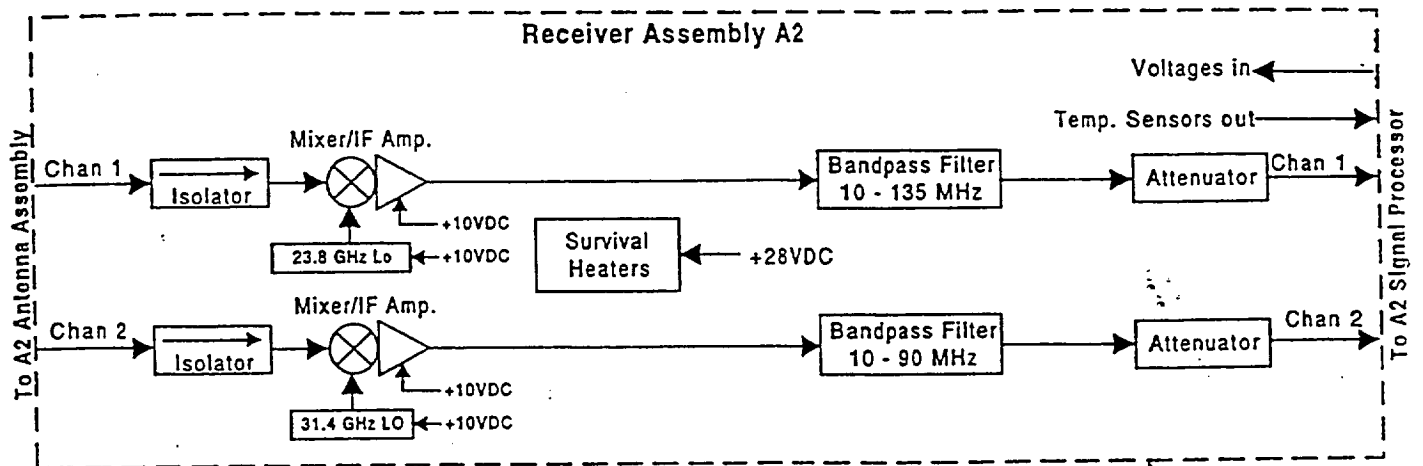 Receiver Assembly A2
Voltages in
Temp. Sensors out
To A2 Antenna Assembly
Chan 1
Isolator
Mixer/IF Amp.
+10VDC
23.8 GHz Lo
+10VDC
Bandpass Filter
10 - 135 MHz
Attenuator
Chan 1
Survival
Heaters
+28VDC
Chan 2
Isolator
Mixer/IF Amp.
+10VDC
31.4 GHz LO
+10VDC
Bandpass Filter
10 - 90 MHz
Attenuator
Chan 2
To A2 Signal Processor